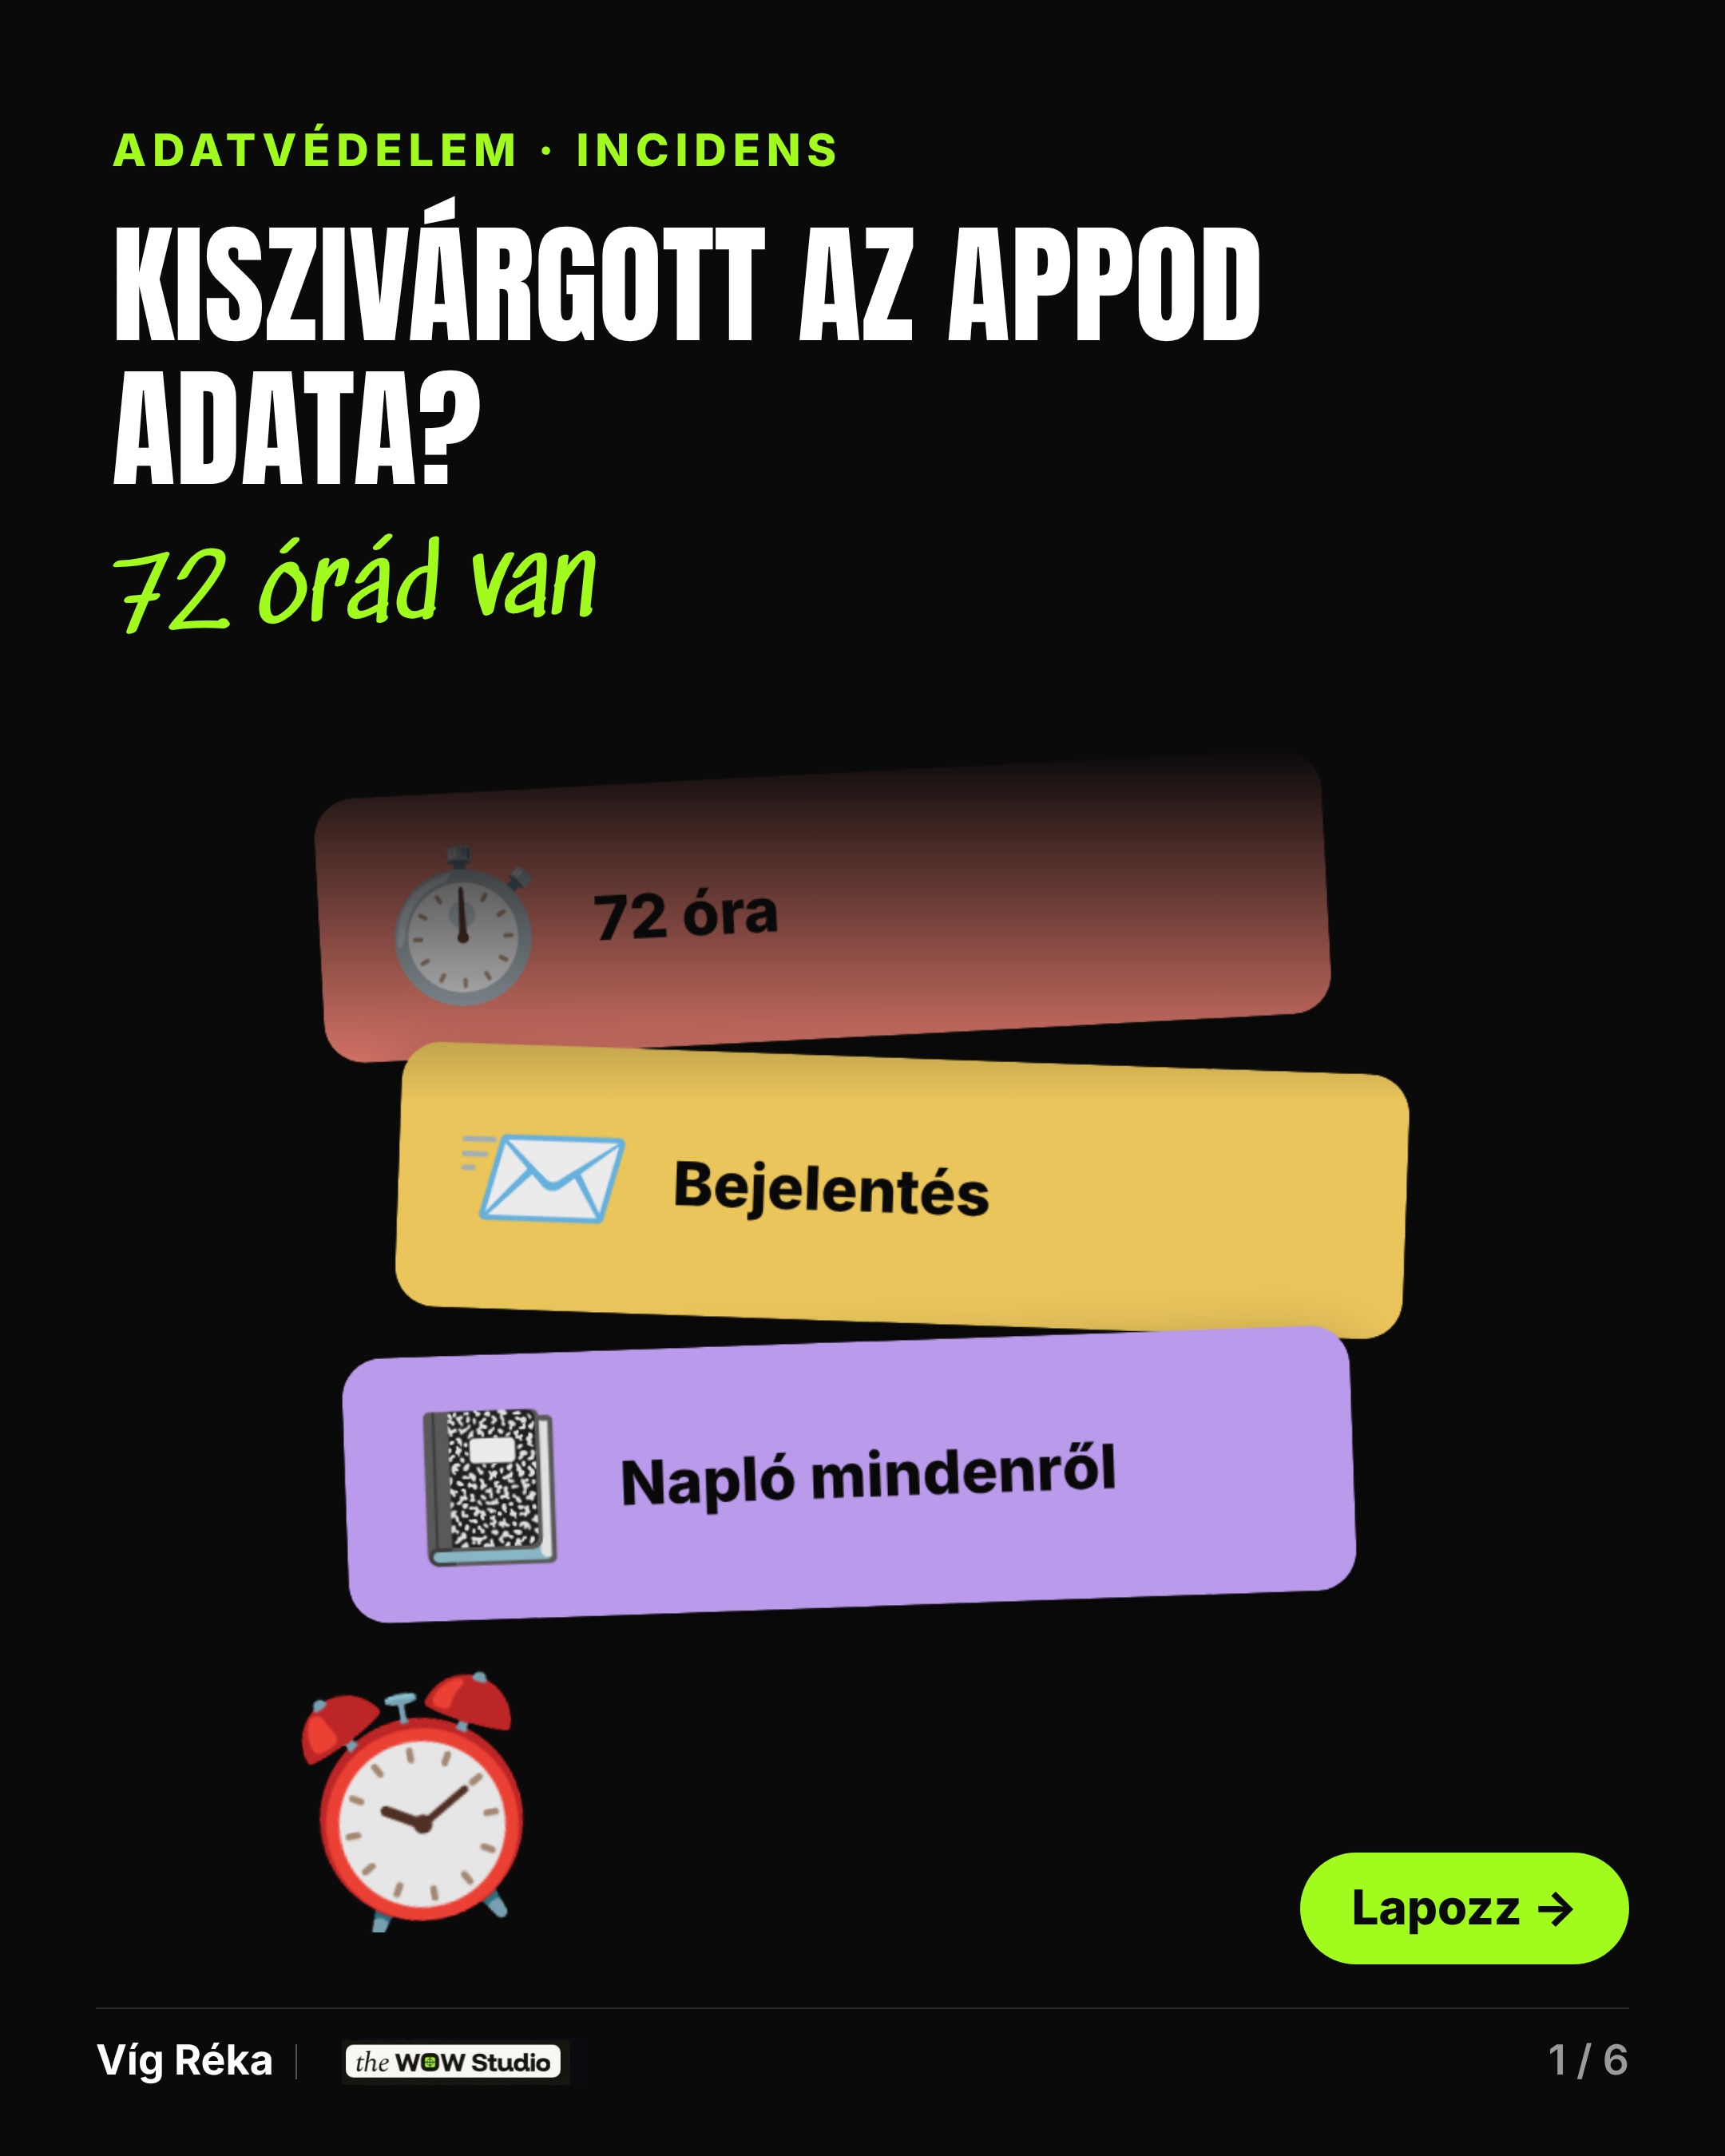 ADATVÉDELEM · INCIDENS
KISZIVÁRGOTT AZ APPOD
ADATA?
72 órád van
72 óra
Bejelentés
Napló mindenről
Lapozz →
Víg Réka
the WOW Studio
1 / 6